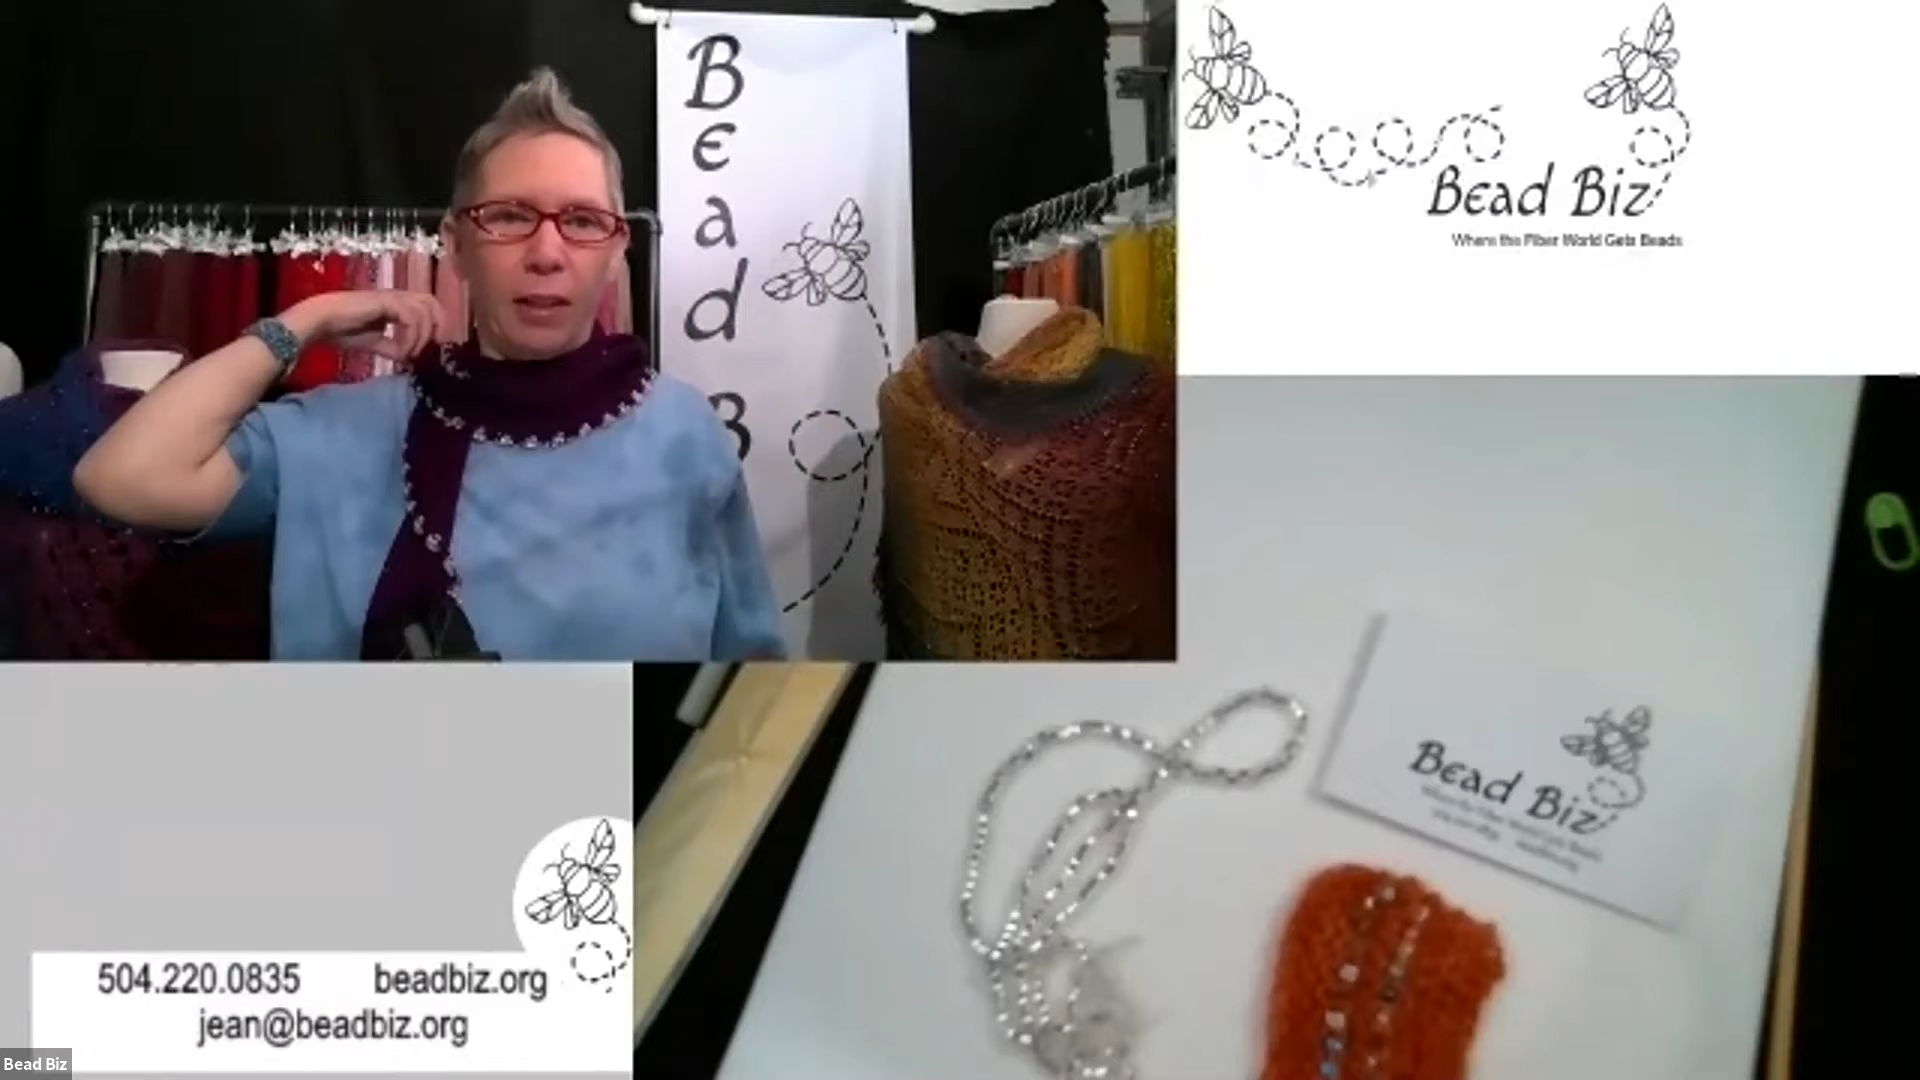 Bead B
Bead Biz
Where the Fiber World Gets Beads
Bead Biz
504.220.0835 beadbiz.org
jean@beadbiz.org
Bead Biz